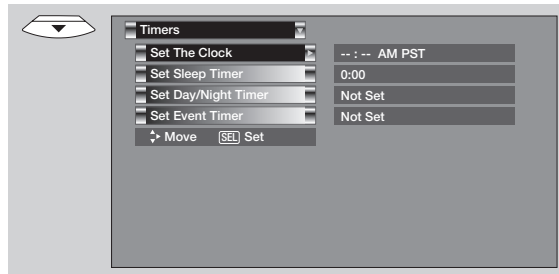 Timers
Set The Clock -- : -- AM PST
Set Sleep Timer 0:00
Set Day/Night Timer Not Set
Set Event Timer Not Set
Move SEL Set